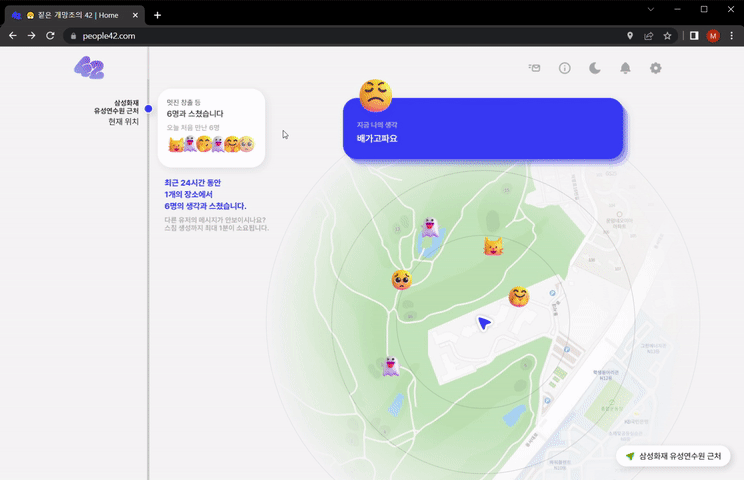 짙은 개망초의 42 | Home
people42.com
M
42
삼성화재
유성연수원 근처
현재 위치
멋진 창출 등
6명과 스쳤습니다
오늘 처음 만난 6명
최근 24시간 동안
1개의 장소에서
6명의 생각과 스쳤습니다.
다른 유저의 메시지가 안보이시나요?
스침 생성까지 최대 1분이 소요됩니다.
지금 나의 생각
배가고파요
삼성화재 유성연수원 근처